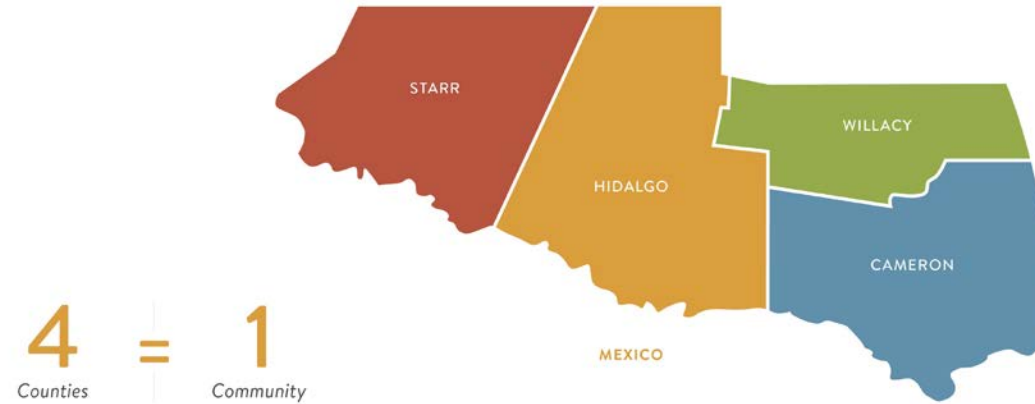 STARR
WILLACY
HIDALGO
CAMERON
4 = 1
Counties Community
MEXICO